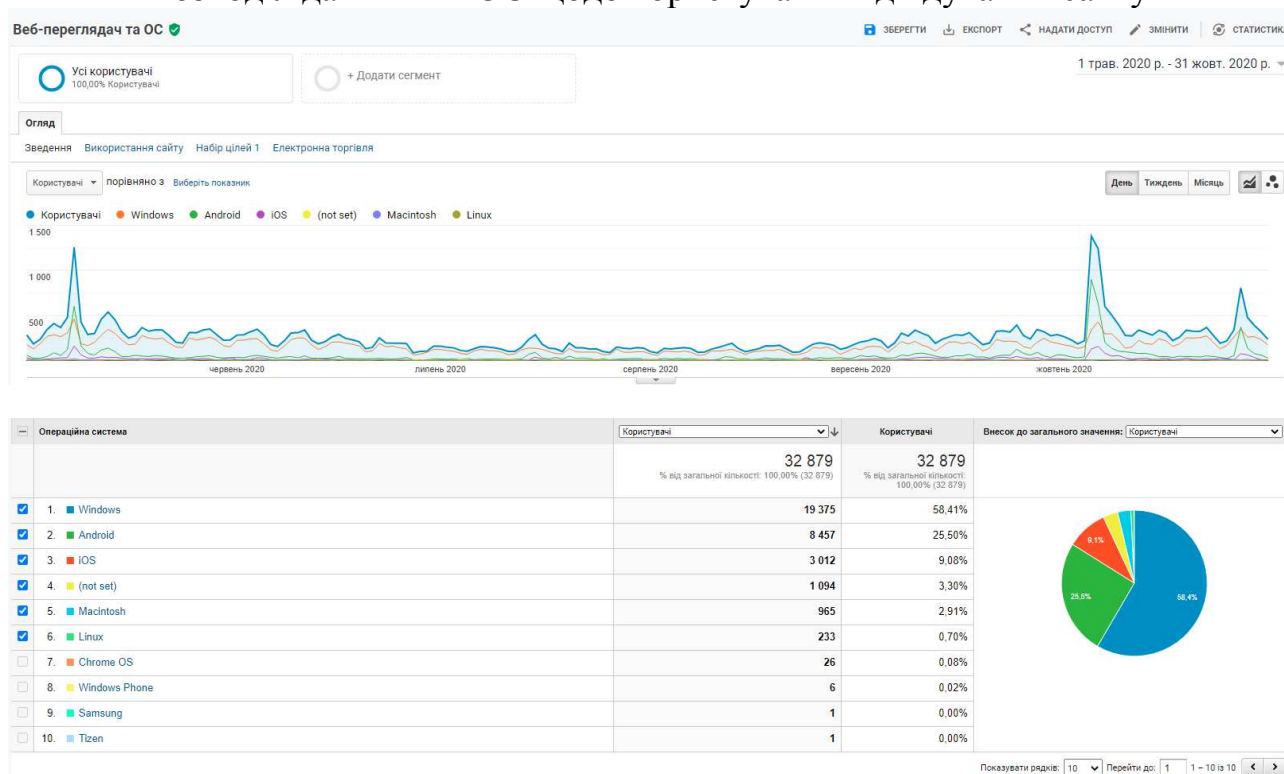 Веб-переглядач та ОС
ЗБЕРЕГТИ ЕКСПОРТ НАДАТИ ДОСТУП ЗМІНИТИ СТАТИСТИКА
Усі користувачі
100,00% Користувачі
+ Додати сегмент
1 трав. 2020 р. - 31 жовт. 2020 р.
Огляд
Зведення Використання сайту Набір цілей 1 Електронна торгівля
Користувачі порівняно з Виберіть показник
День Тиждень Місяць
Користувачі Windows Android iOS (not set) Macintosh Linux
1 500
1 000
500
червень 2020 липень 2020 серпень 2020 вересень 2020 жовтень 2020
Операційна система Користувачі Користувачі Внесок до загального значення: Користувачі
32 879 32 879
% від загальної кількості: 100,00% (32 879) % від загальної кількості: 100,00% (32 879)
1. Windows 19 375 58,41%
2. Android 8 457 25,50%
3. iOS 3 012 9,08%
4. (not set) 1 094 3,30%
5. Macintosh 965 2,91%
6. Linux 233 0,70%
7. Chrome OS 26 0,08%
8. Windows Phone 6 0,02%
9. Samsung 1 0,00%
10. Tizen 1 0,00%
9,1%
25,5% 58,4%
Показувати рядків: 10 Перейти до: 1 1 – 10 із 10